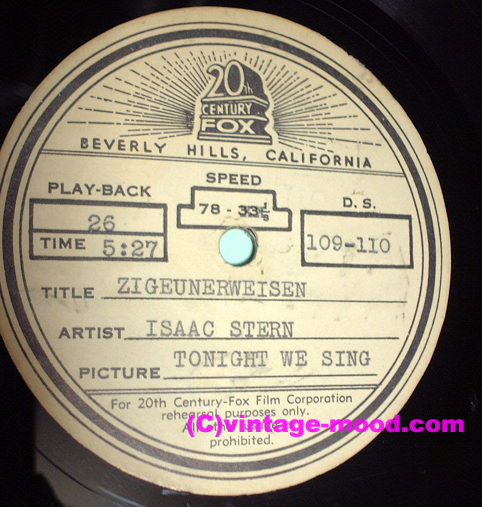 20th
CENTURY
FOX
BEVERLY HILLS, CALIFORNIA
PLAY-BACK
SPEED
D. S.
26
78 - 33⅓
109-110
TIME 5:27
TITLE ZIGEUNERWEISEN
ARTIST ISAAC STERN
PICTURE TONIGHT WE SING
For 20th Century-Fox Film Corporation
rehearsal purposes only.
prohibited.
(C)vintage-mood.com